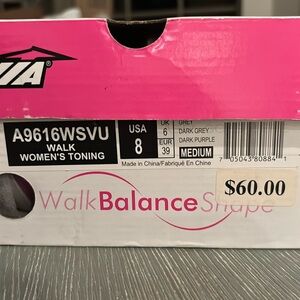 A9616WSVU
WALK
WOMEN'S TONING
USA
8
UK
6
EUR
39
GREY
DARK GREY
DARK PURPLE
MEDIUM
7 05043 80884 1
Made in China/Fabriqué En Chine
$60.00
WalkBalanceShape